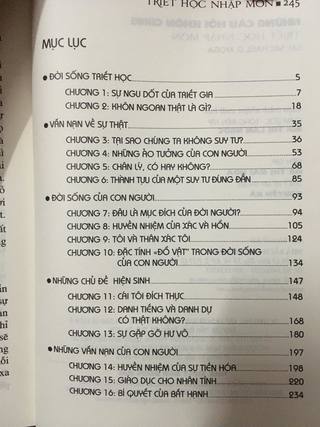 TRIẾT HỌC NHẬP MÔN ■ 245
MỤC LỤC
● ĐỜI SỐNG TRIẾT HỌC 5
CHƯƠNG 1: SỰ NGU DỐT CỦA TRIẾT GIA 7
CHƯƠNG 2: KHÔN NGOAN THẬT LÀ GÌ? 18
● VẤN NẠN VỀ SỰ THẬT 35
CHƯƠNG 3: TẠI SAO CHÚNG TA KHÔNG SUY TƯ? 36
CHƯƠNG 4: NHỮNG ẢO TƯỞNG CỦA CON NGƯỜI 53
CHƯƠNG 5: CHÂN LÝ, CÓ HAY KHÔNG? 68
CHƯƠNG 6: THÀNH TỰU CỦA MỘT SUY TƯ ĐÚNG ĐẮN 85
● ĐỜI SỐNG CỦA CON NGƯỜI 93
CHƯƠNG 7: ĐÂU LÀ MỤC ĐÍCH CỦA ĐỜI NGƯỜI? 94
CHƯƠNG 8: HUYỀN NHIỆM CỦA XÁC VÀ HỒN 105
CHƯƠNG 9: TÔI VÀ THÂN XÁC TÔI 124
CHƯƠNG 10: ĐẶC TÍNH «ĐỒ VẬT» TRONG ĐỜI SỐNG
CỦA CON NGƯỜI 134
● NHỮNG CHỦ ĐỀ HIỆN SINH 147
CHƯƠNG 11: CÁI TÔI ĐÍCH THỰC 148
CHƯƠNG 12: DANH TIẾNG VÀ DANH DỰ
CÓ THẬT KHÔNG? 168
CHƯƠNG 13: SỰ GẶP GỠ HƯ VÔ 180
● NHỮNG VẤN NẠN CỦA CON NGƯỜI 197
CHƯƠNG 14: HUYỀN NHIỆM CỦA SỰ TIẾN HÓA 198
CHƯƠNG 15: GIÁO DỤC CHO NHÂN TÍNH 220
CHƯƠNG 16: BÍ QUYẾT CỦA BẤT HẠNH 234